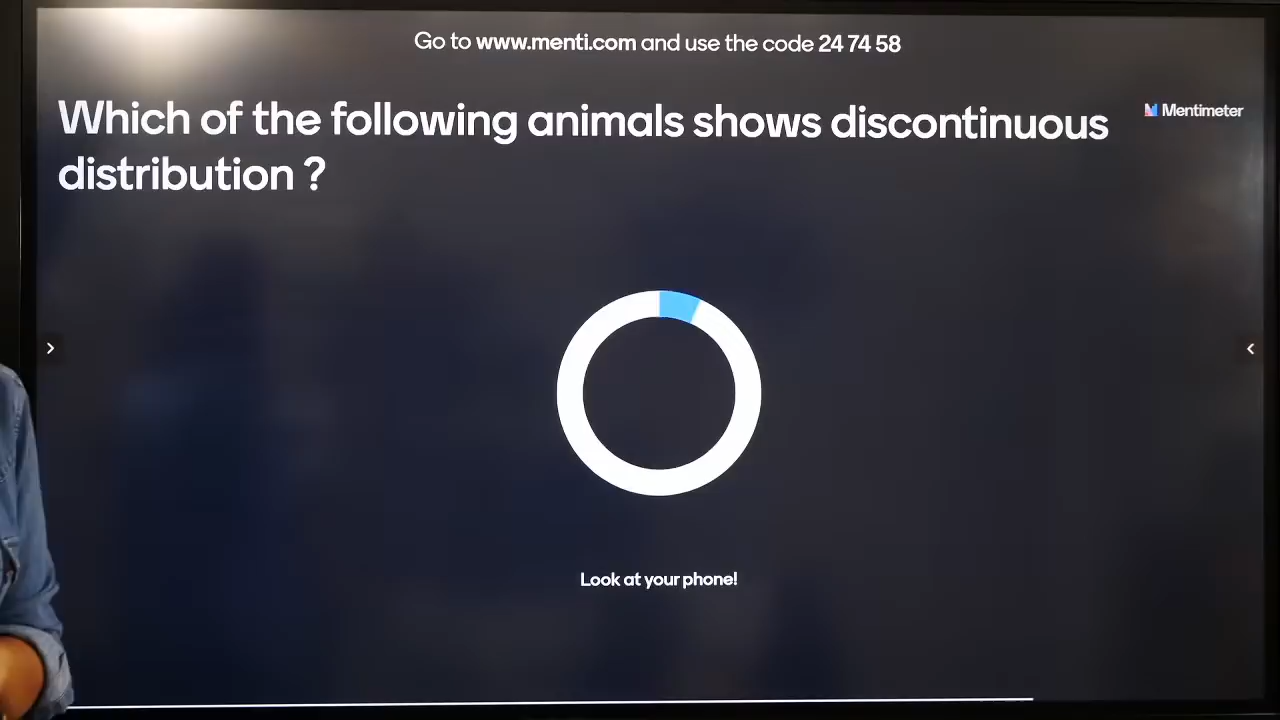 Go to www.menti.com and use the code 24 74 58
Which of the following animals shows discontinuous
distribution ?
Mentimeter
Look at your phone!